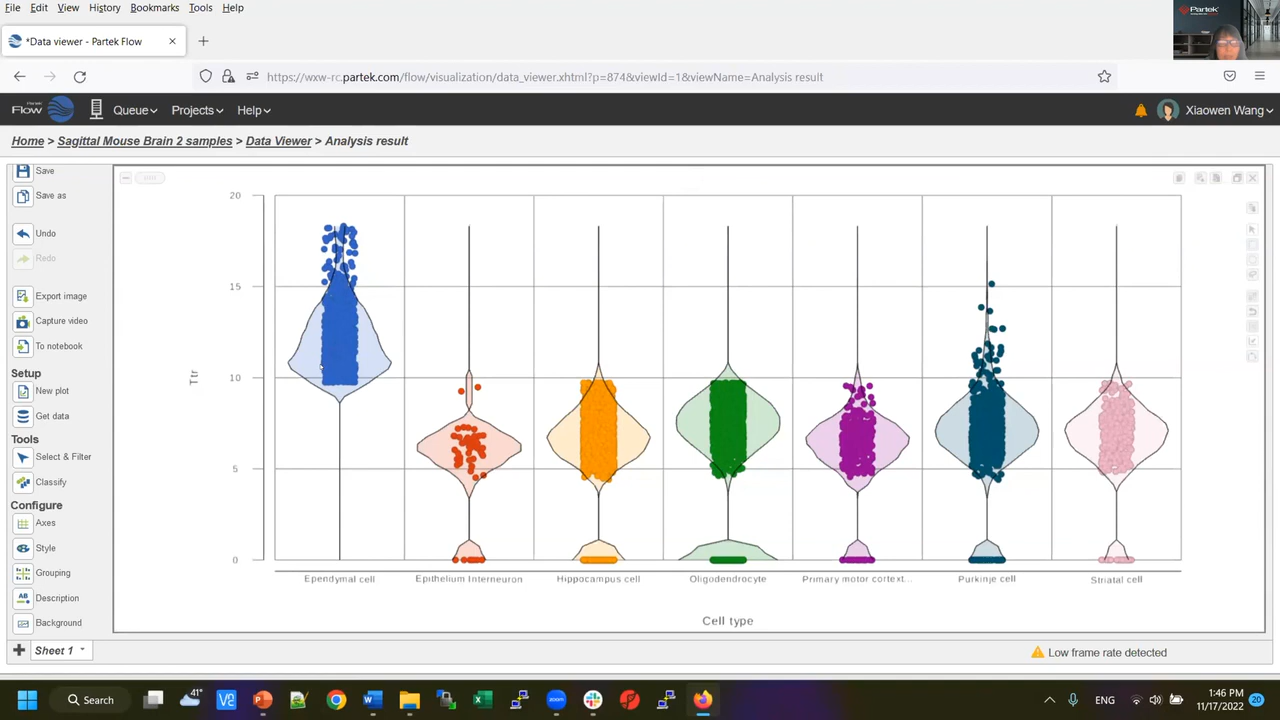 File Edit View History Bookmarks Tools Help
Partek
*Data viewer - Partek Flow
https://wxw-rc.partek.com/flow/visualization/data_viewer.xhtml?p=874&viewId=1&viewName=Analysis result
Partek Flow Queue Projects Help Xiaowen Wang
Home > Sagittal Mouse Brain 2 samples > Data Viewer > Analysis result
Save
Save as
Undo
Redo
Export image
Capture video
To notebook
Setup
New plot
Get data
Tools
Select & Filter
Classify
Configure
Axes
Style
Grouping
AB Description
Background
20
15
10
5
0
Ttr
Ependymal cell Epithelium Interneuron Hippocampus cell Oligodendrocyte Primary motor cortext... Purkinje cell Striatal cell
Cell type
Sheet 1
Low frame rate detected
Search 41° zoom ENG 1:46 PM
11/17/2022 20